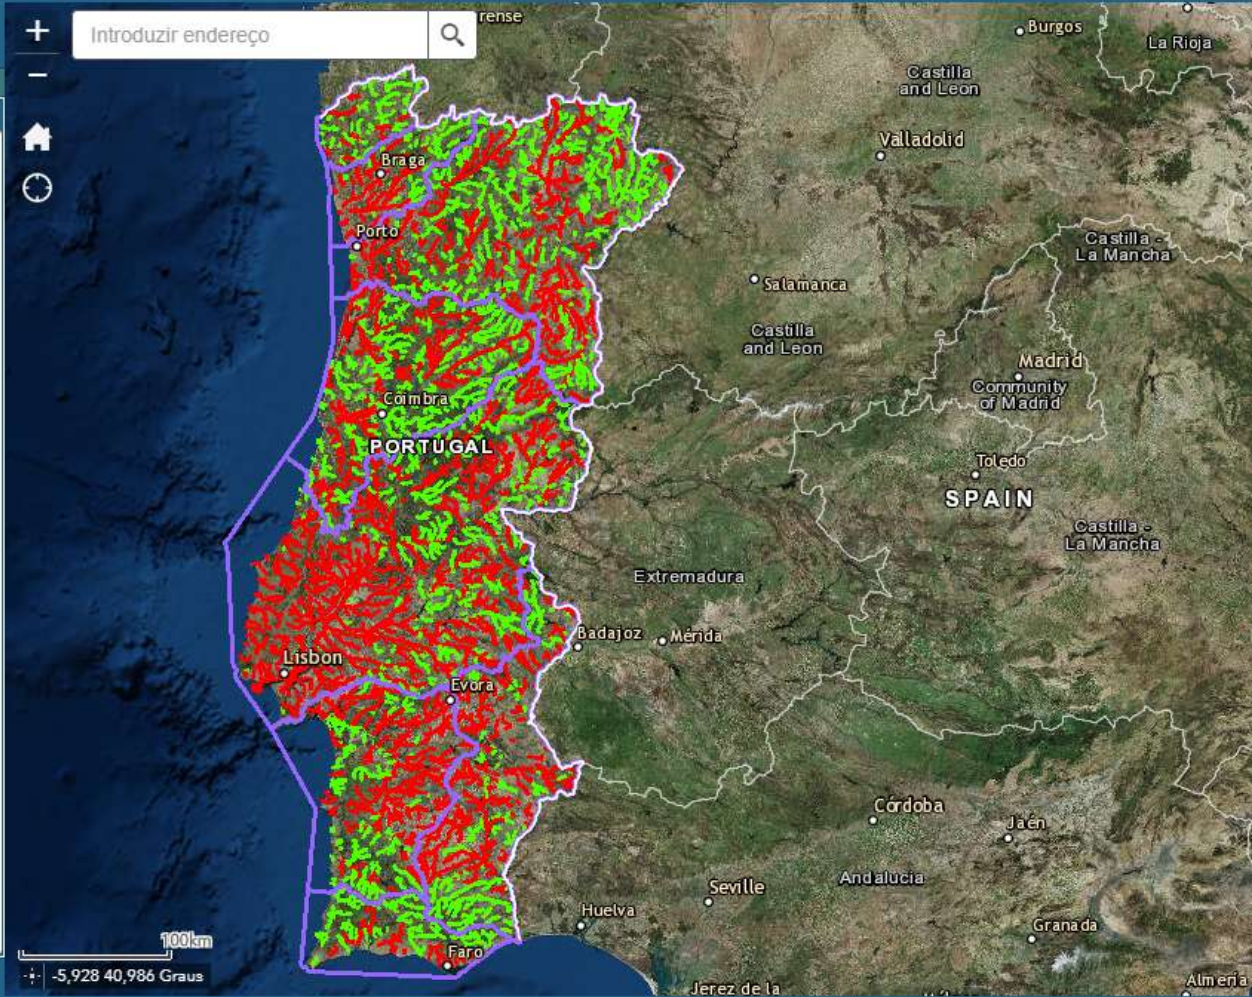 +
Introduzir endereço
rense
Burgos
La Rioja
−
Castilla
and Leon
Valladolid
Braga
Porto
Castilla -
La Mancha
Salamanca
Castilla
and Leon
Madrid
Community
of Madrid
Coimbra
PORTUGAL
Toledo
SPAIN
Castilla -
La Mancha
Extremadura
Badajoz
Mérida
Lisbon
Evora
Córdoba
Jaén
Andalucia
Seville
Huelva
Granada
100km
Faro
-5,928 40,986 Graus
Jerez de la
Almería